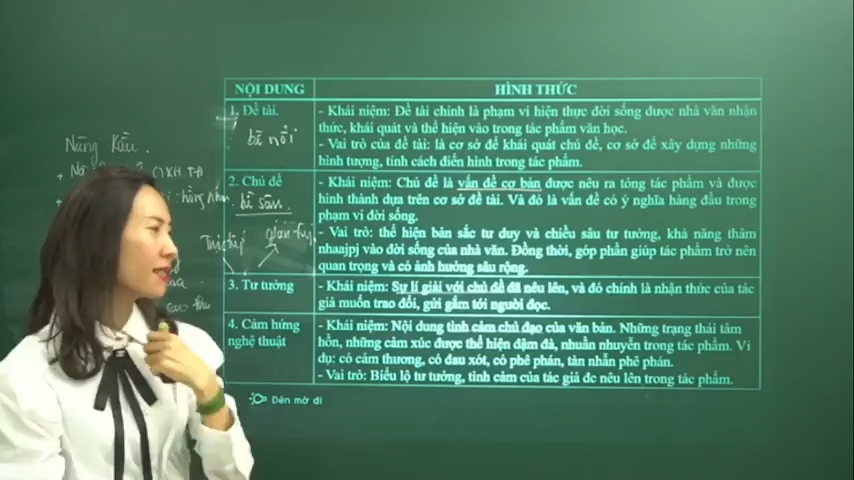 NỘI DUNG
HÌNH THỨC
1. Đề tài.
- Khái niệm: Đề tài chính là phạm vi hiện thực đời sống được nhà văn nhận
thức, khái quát và thể hiện vào trong tác phẩm văn học.
- Vai trò của đề tài: là cơ sở để khái quát chủ đề, cơ sở để xây dựng những
hình tượng, tính cách điển hình trong tác phẩm.
bề nổi
2. Chủ đề
- Khái niệm: Chủ đề là vấn đề cơ bản được nêu ra tỏng tác phẩm và được
hình thành dựa trên cơ sở đề tài. Và đó là vấn đề có ý nghĩa hàng đầu trong
phạm vi đời sống.
- Vai trò: thể hiện bản sắc tư duy và chiều sâu tư tưởng, khả năng thâm
nhaajpj vào đời sống của nhà văn. Đồng thời, góp phần giúp tác phẩm trở nên
quan trọng và có ảnh hưởng sâu rộng.
3. Tư tưởng
- Khái niệm: Sự lí giải với chủ đề đã nêu lên, và đó chính là nhận thức của tác
giả muốn trao đổi, gửi gắm tới người đọc.
4. Cảm hứng
nghệ thuật
- Khái niệm: Nội dung tình cảm chủ đạo của văn bản. Những trạng thái tâm
hồn, những cảm xúc được thể hiện đậm đà, nhuần nhuyễn trong tác phẩm. Ví
dụ: có cảm thương, có đau xót, có phê phán, tàn nhẫn phê phán.
- Vai trò: Biểu lộ tư tưởng, tình cảm của tác giả đc nêu lên trong tác phẩm.
Đèn mờ đi